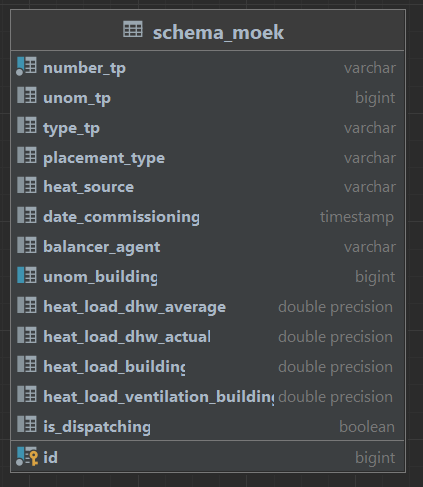 schema_moek
number_tp varchar
unom_tp bigint
type_tp varchar
placement_type varchar
heat_source varchar
date_commissioning timestamp
balancer_agent varchar
unom_building bigint
heat_load_dhw_average double precision
heat_load_dhw_actual double precision
heat_load_building double precision
heat_load_ventilation_building double precision
is_dispatching boolean
id bigint